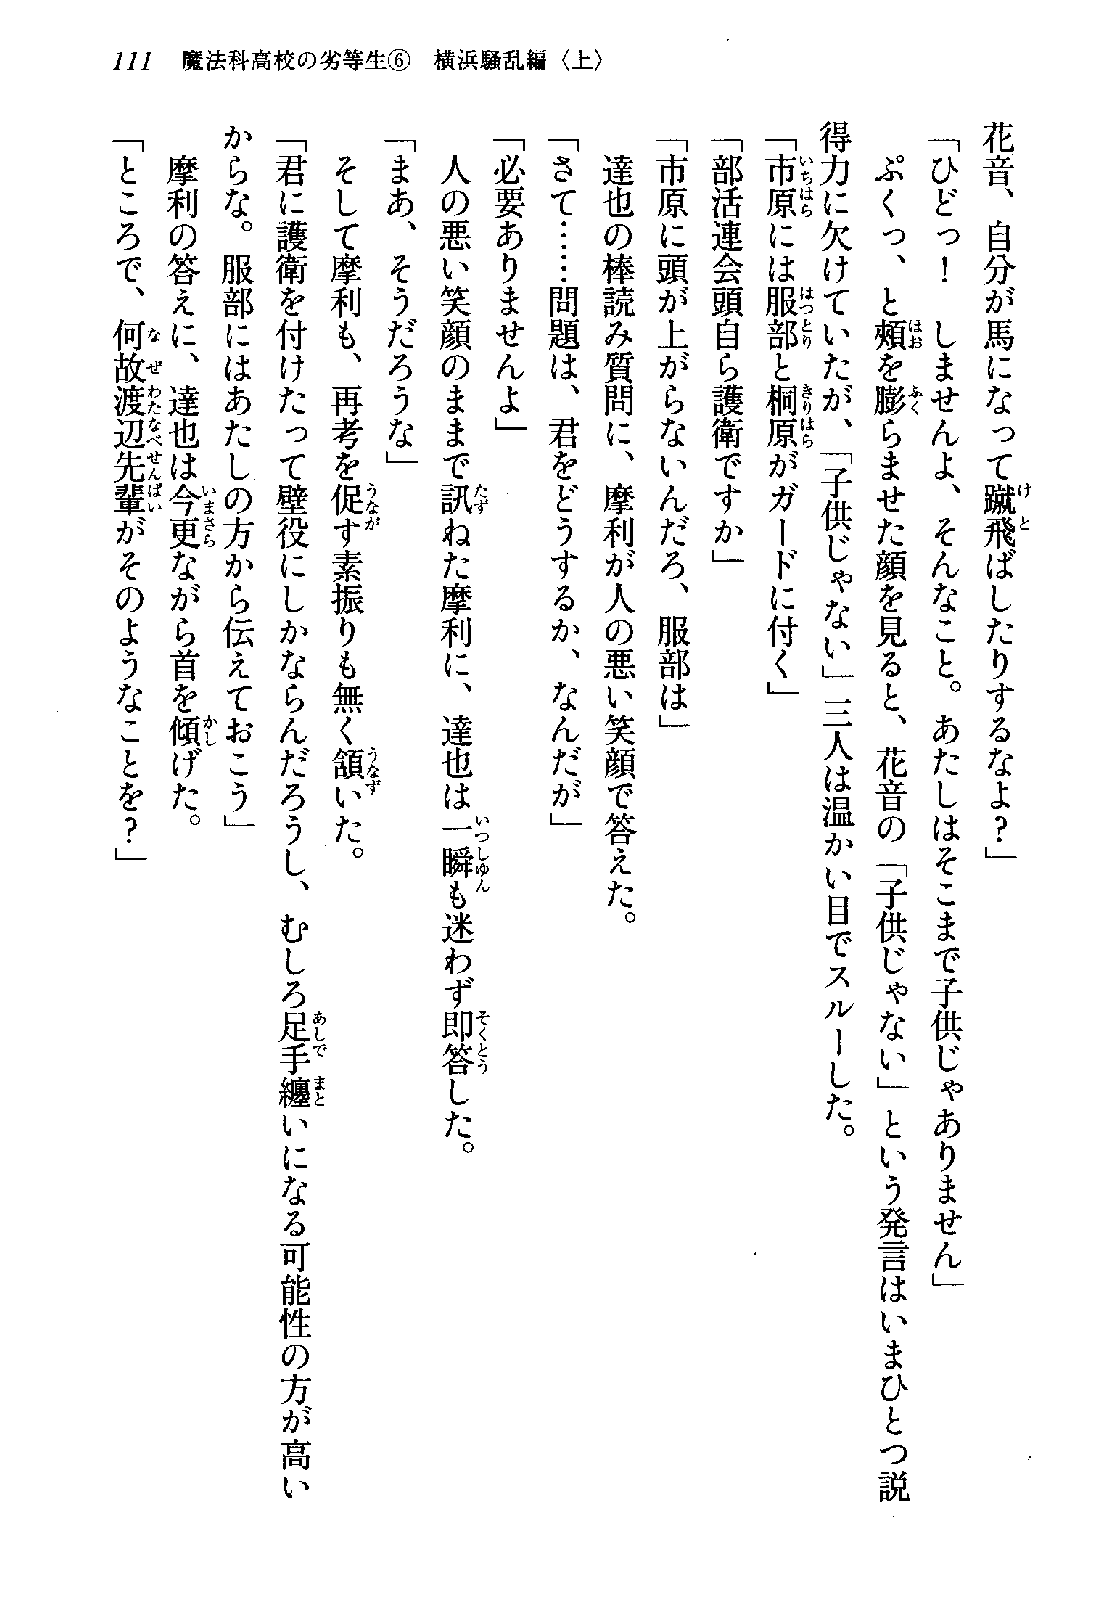 111　魔法科高校の劣等生⑥　横浜騒乱編〈上〉
花音、自分が馬になって蹴飛ばしたりするなよ？」
「ひどっ！　しませんよ、そんなこと。あたしはそこまで子供じゃありません」
　ぷくっ、と頰を膨らませた顔を見ると、花音の「子供じゃない」という発言はいまひとつ説
得力に欠けていたが、「子供じゃない」三人は温かい目でスルーした。
「市原には服部と桐原がガードに付く」
「部活連会頭自ら護衛ですか」
「市原に頭が上がらないんだろ、服部は」
　達也の棒読み質問に、摩利が人の悪い笑顔で答えた。
「さて……問題は、君をどうするか、なんだが」
「必要ありませんよ」
　人の悪い笑顔のままで訊ねた摩利に、達也は一瞬も迷わず即答した。
「まあ、そうだろうな」
　そして摩利も、再考を促す素振りも無く頷いた。
「君に護衛を付けたって壁役にしかならんだろうし、むしろ足手纏いになる可能性の方が高い
からな。服部にはあたしの方から伝えておこう」
　摩利の答えに、達也は今更ながら首を傾げた。
「ところで、何故渡辺先輩がそのようなことを？」